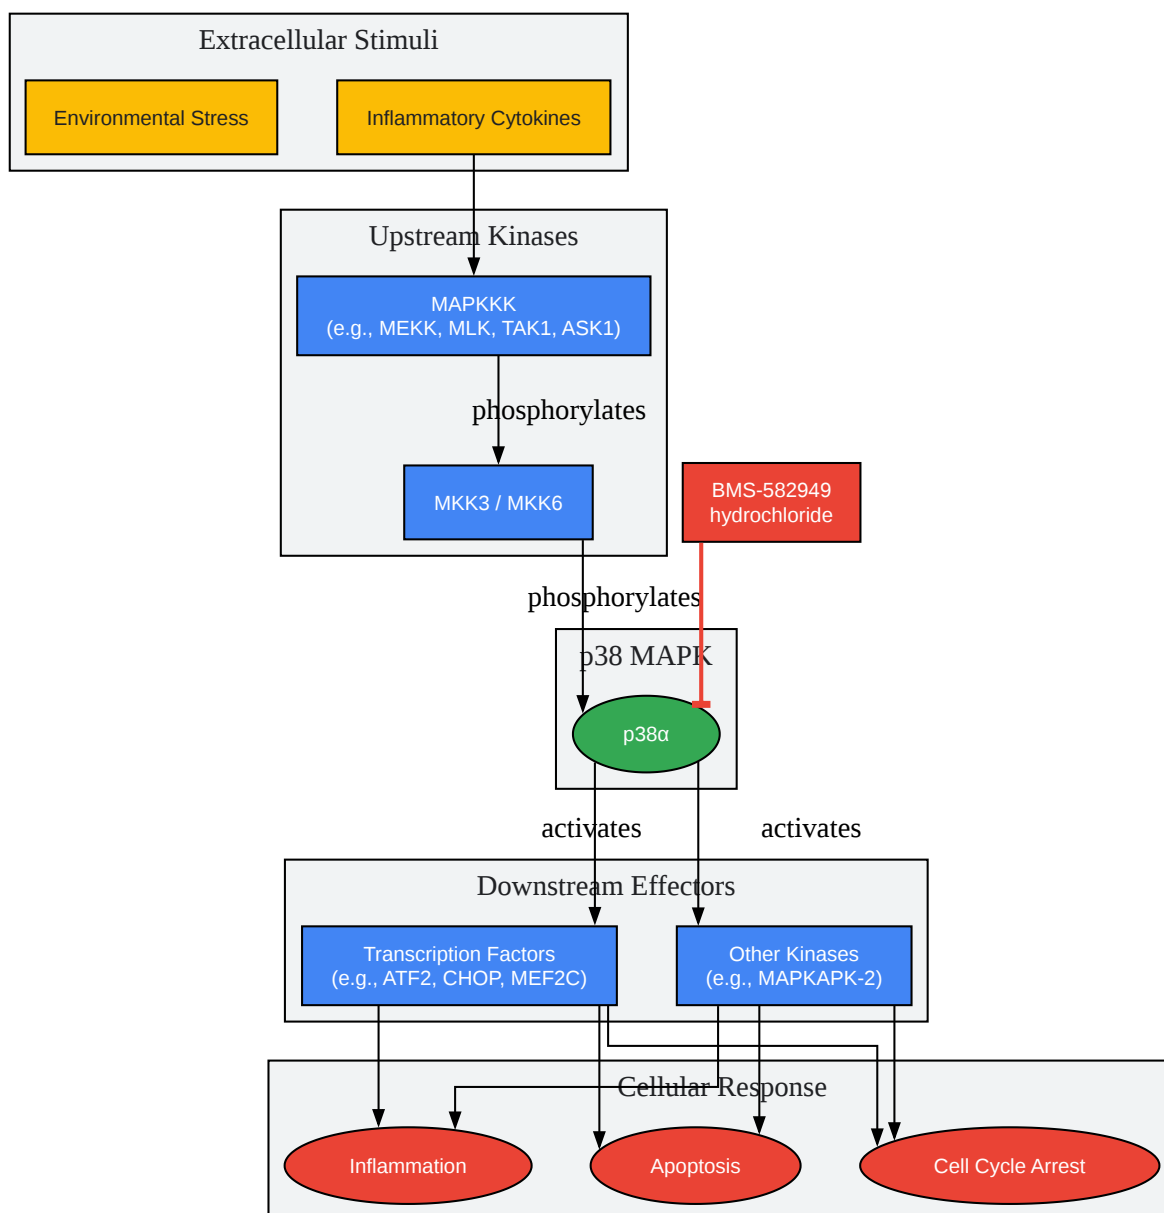 Extracellular Stimuli
Environmental Stress
Inflammatory Cytokines
Upstream Kinases
MAPKKK
(e.g., MEKK, MLK, TAK1, ASK1)
phosphorylates
MKK3 / MKK6
BMS-582949
hydrochloride
phosphorylates
p38 MAPK
p38α
activates
activates
Downstream Effectors
Transcription Factors
(e.g., ATF2, CHOP, MEF2C)
Other Kinases
(e.g., MAPKAPK-2)
Cellular Response
Inflammation
Apoptosis
Cell Cycle Arrest